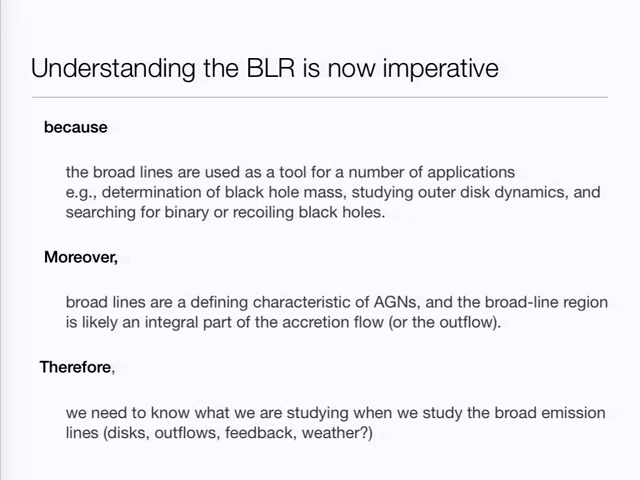 Understanding the BLR is now imperative
because
the broad lines are used as a tool for a number of applications
e.g., determination of black hole mass, studying outer disk dynamics, and
searching for binary or recoiling black holes.
Moreover,
broad lines are a defining characteristic of AGNs, and the broad-line region
is likely an integral part of the accretion flow (or the outflow).
Therefore,
we need to know what we are studying when we study the broad emission
lines (disks, outflows, feedback, weather?)